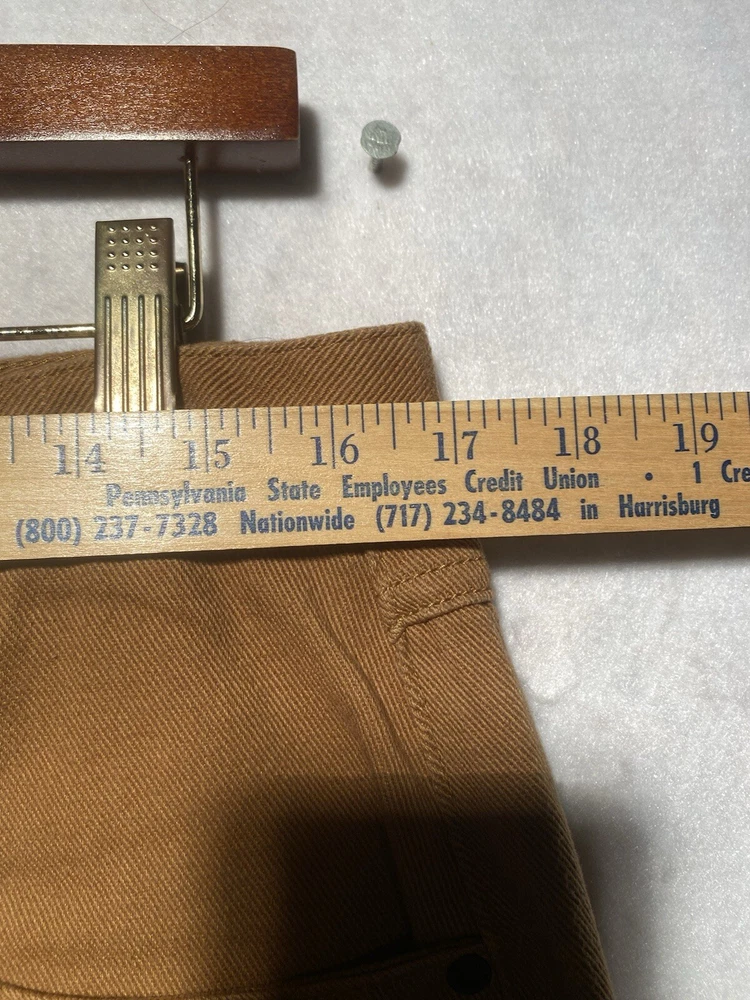 14 15 16 17 18 19
Pennsylvania State Employees Credit Union • 1 Cre
(800) 237-7328 Nationwide (717) 234-8484 in Harrisburg